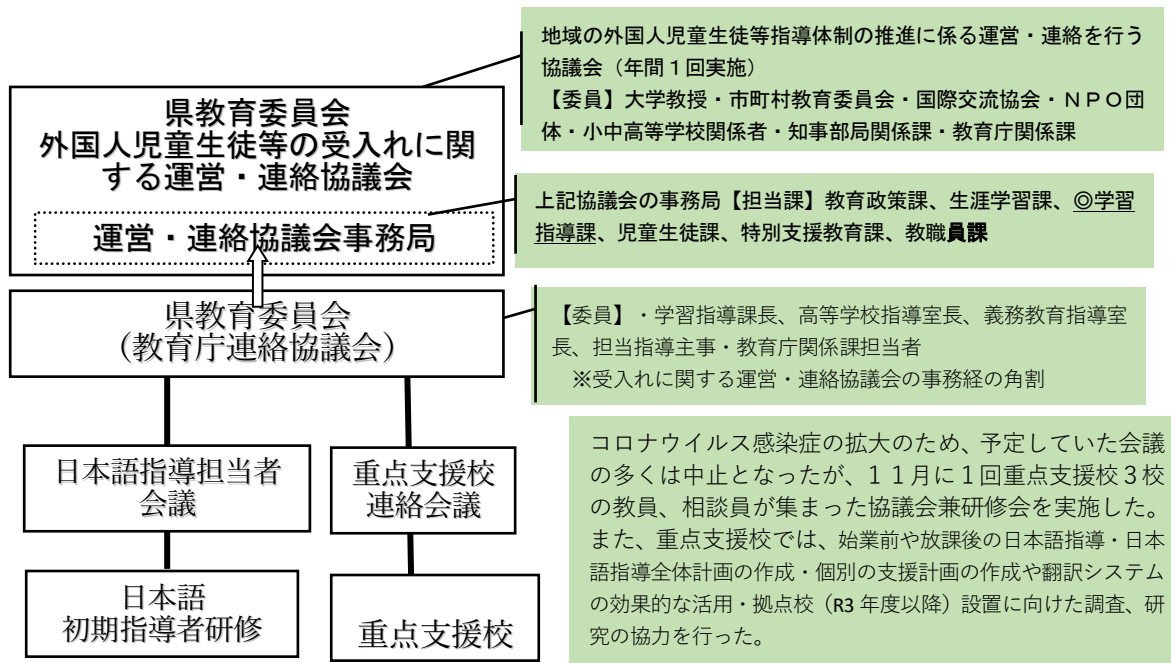 地域の外国人児童生徒等指導体制の推進に係る運営・連絡を行う
協議会（年間１回実施）
【委員】大学教授・市町村教育委員会・国際交流協会・ＮＰＯ団
体・小中高等学校関係者・知事部局関係課・教育庁関係課
県教育委員会
外国人児童生徒等の受入れに関
する運営・連絡協議会
運営・連絡協議会事務局
上記協議会の事務局【担当課】教育政策課、生涯学習課、◎学習
指導課、児童生徒課、特別支援教育課、教職員課
県教育委員会
（教育庁連絡協議会）
【委員】・学習指導課長、高等学校指導室長、義務教育指導室
長、担当指導主事・教育庁関係課担当者
※受入れに関する運営・連絡協議会の事務経の角割
日本語指導担当者
会議
重点支援校
連絡会議
日本語
初期指導者研修
重点支援校
コロナウイルス感染症の拡大のため、予定していた会議
の多くは中止となったが、１１月に１回重点支援校３校
の教員、相談員が集まった協議会兼研修会を実施した。
また、重点支援校では、始業前や放課後の日本語指導・日本
語指導全体計画の作成・個別の支援計画の作成や翻訳システム
の効果的な活用・拠点校（R3 年度以降）設置に向けた調査、研
究の協力を行った。